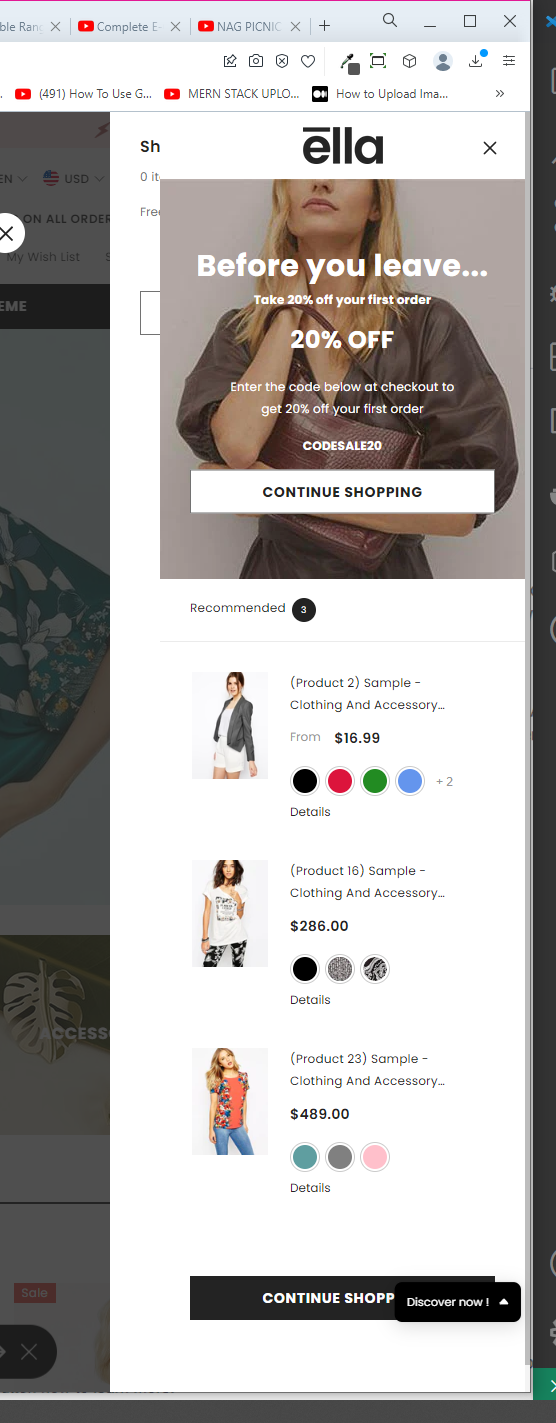 Complete E-
NAG PICNIC
(491) How To Use G...
MERN STACK UPLO...
How to Upload Ima...
EN
USD
ON ALL ORDER
My Wish List
EME
Sh
0 ite
Free
ella
Before you leave...
Take 20% off your first order
20% OFF
Enter the code below at checkout to
get 20% off your first order
CODESALE20
CONTINUE SHOPPING
Recommended 3
(Product 2) Sample -
Clothing And Accessory...
From $16.99
+ 2
Details
(Product 16) Sample -
Clothing And Accessory...
$286.00
Details
(Product 23) Sample -
Clothing And Accessory...
$489.00
Details
ACCESSO
Sale
CONTINUE SHOPP
Discover now !